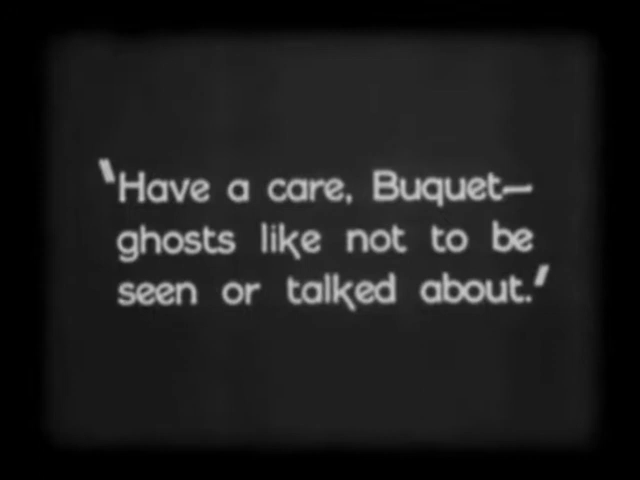 "Have a care, Buquet—
ghosts like not to be
seen or talked about."